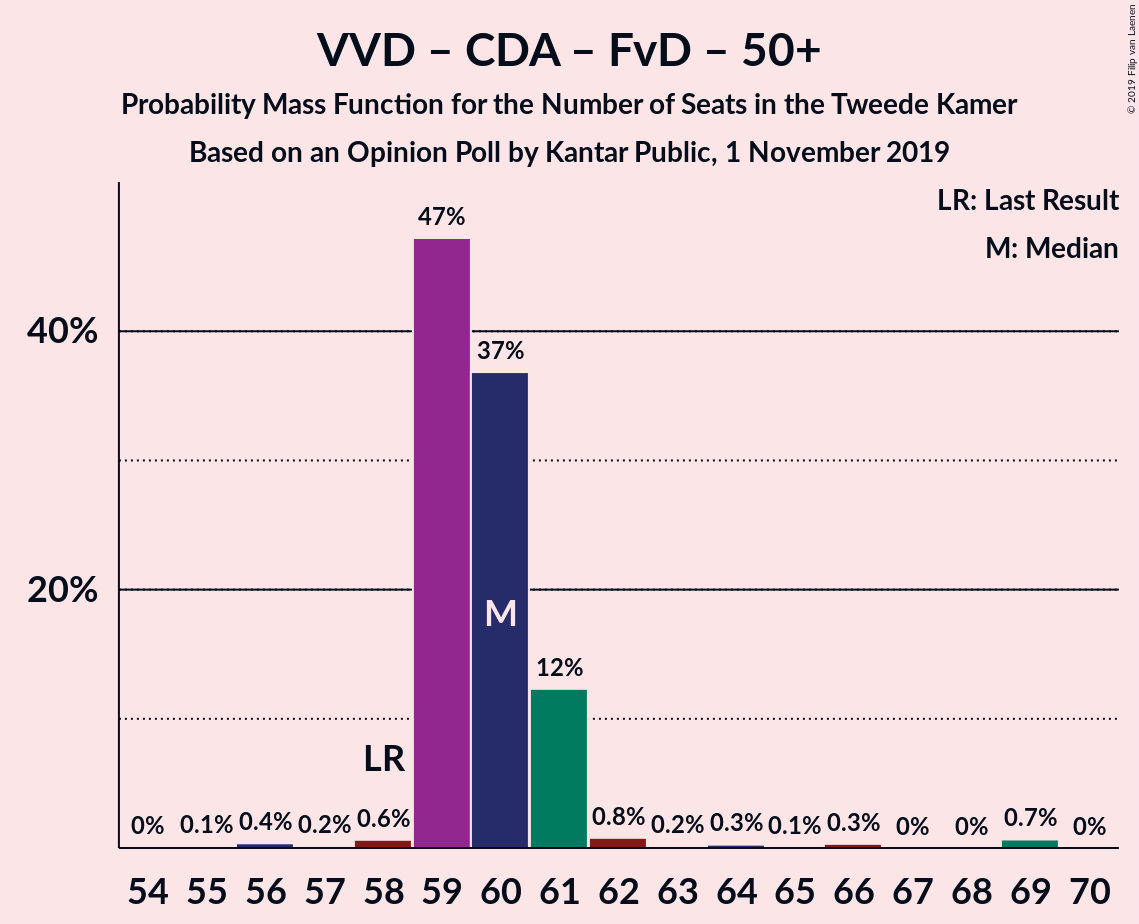 VVD – CDA – FvD – 50+
Probability Mass Function for the Number of Seats in the Tweede Kamer
Based on an Opinion Poll by Kantar Public, 1 November 2019
© 2019 Filip van Laenen
LR: Last Result
M: Median
47%
40%
37%
20%
M
12%
LR
0% 0.1% 0.4% 0.2% 0.6% 0.8% 0.2% 0.3% 0.1% 0.3% 0% 0% 0.7% 0%
54 55 56 57 58 59 60 61 62 63 64 65 66 67 68 69 70